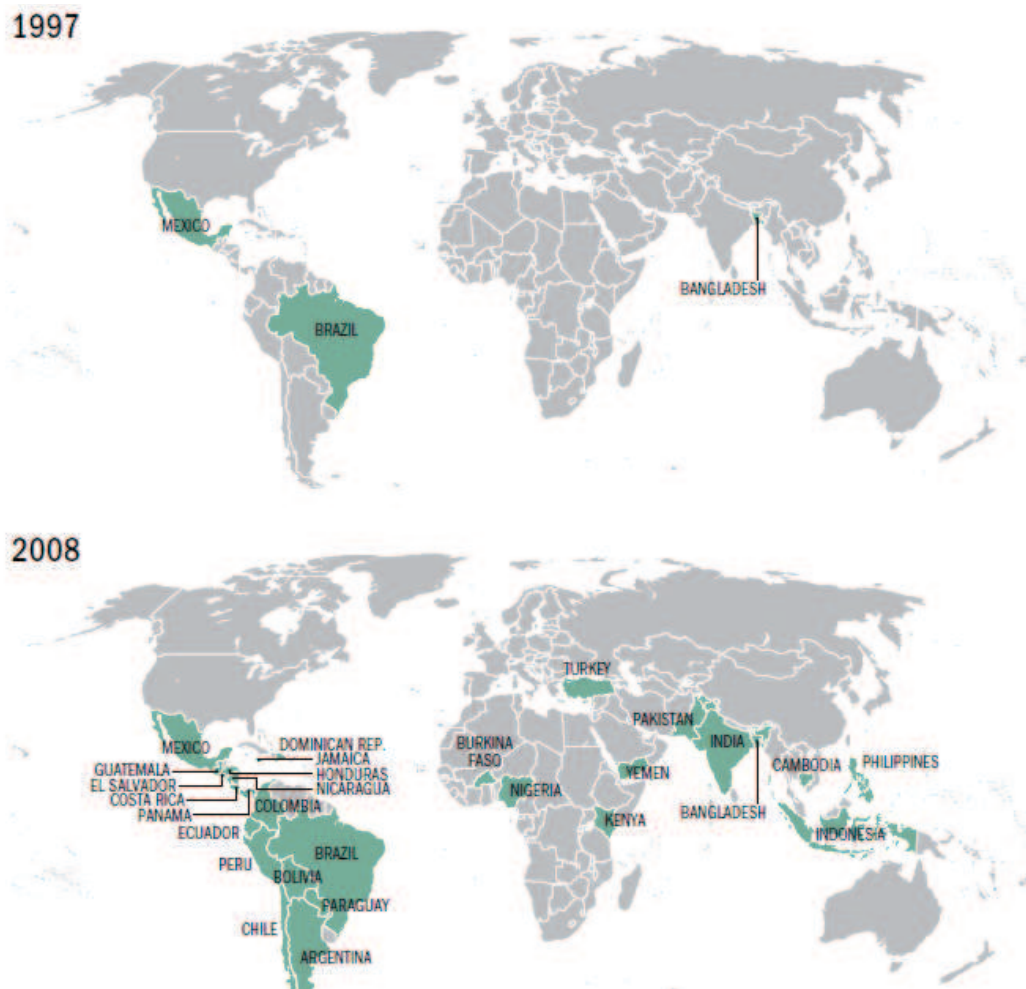 1997
MEXICO
BANGLADESH
BRAZIL
2008
TURKEY
MEXICO
DOMINICAN REP.
JAMAICA
GUATEMALA
HONDURAS
EL SALVADOR
NICARAGUA
COSTA RICA
PANAMA
COLOMBIA
ECUADOR
PERU
BRAZIL
BOLIVIA
PARAGUAY
CHILE
ARGENTINA
BURKINA
FASO
NIGERIA
YEMEN
KENYA
PAKISTAN
INDIA
BANGLADESH
CAMBODIA
PHILIPPINES
INDONESIA